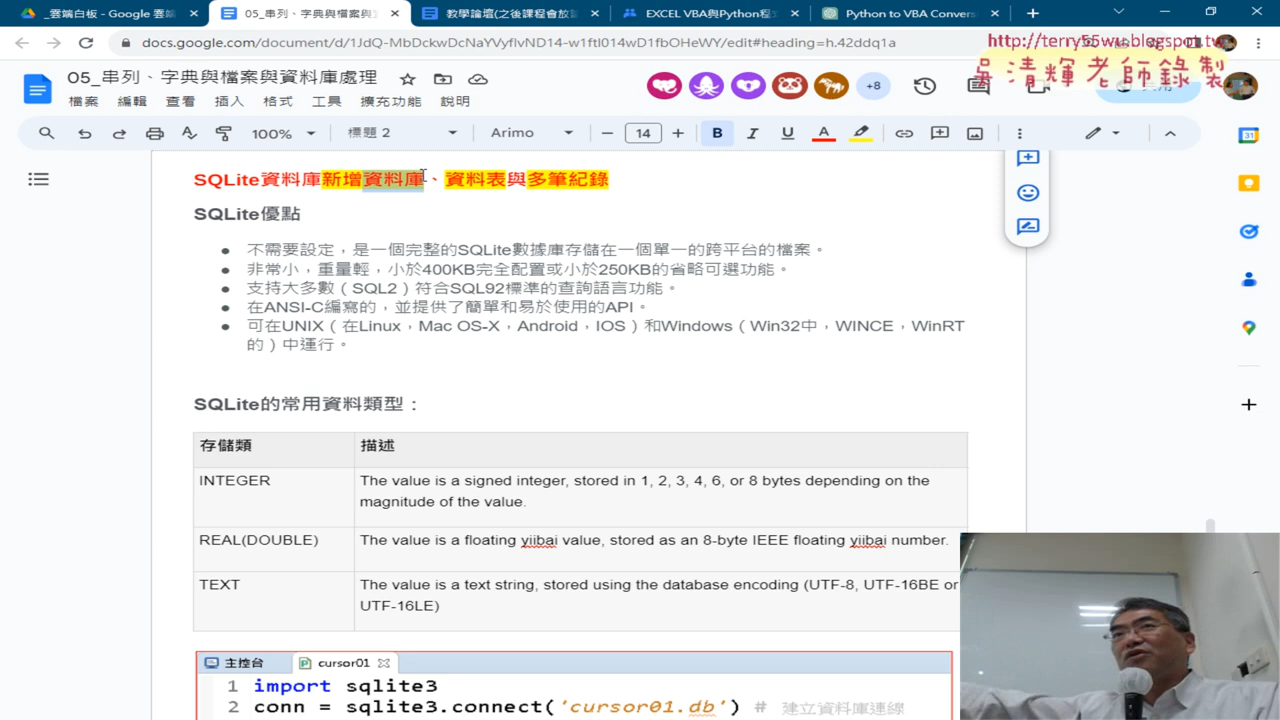 _雲端白板 - Google 雲端
05_串列、字典與檔案與資
教學論壇(之後課程會放
EXCEL VBA與Python程
Python to VBA Convers
docs.google.com/document/d/1JdQ-MbDckwDcNaYVyflVND14-w1ftl014wD1fbOHeWY/edit#heading=h.42ddq1a
http://terry55wu.blogspot.tw
吳清輝老師錄製
05_串列、字典與檔案與資料庫處理
檔案 編輯 查看 插入 格式 工具 擴充功能 說明
+8
100% 標題 2 Arimo 14 B I U A
31
SQLite資料庫新增資料庫、資料表與多筆紀錄
SQLite優點
不需要設定，是一個完整的SQLite數據庫存儲在一個單一的跨平台的檔案。
非常小，重量輕，小於400KB完全配置或小於250KB的省略可選功能。
支持大多數（SQL2）符合SQL92標準的查詢語言功能。
在ANSI-C編寫的，並提供了簡單和易於使用的API。
可在UNIX（在Linux，Mac OS-X，Android，IOS）和Windows（Win32中，WINCE，WinRT
的）中運行。
SQLite的常用資料類型：
存儲類 描述
INTEGER The value is a signed integer, stored in 1, 2, 3, 4, 6, or 8 bytes depending on the
magnitude of the value.
REAL(DOUBLE) The value is a floating yiibai value, stored as an 8-byte IEEE floating yiibai number.
TEXT The value is a text string, stored using the database encoding (UTF-8, UTF-16BE or
UTF-16LE)
主控台 cursor01
1 import sqlite3
2 conn = sqlite3.connect('cursor01.db') # 建立資料庫連線